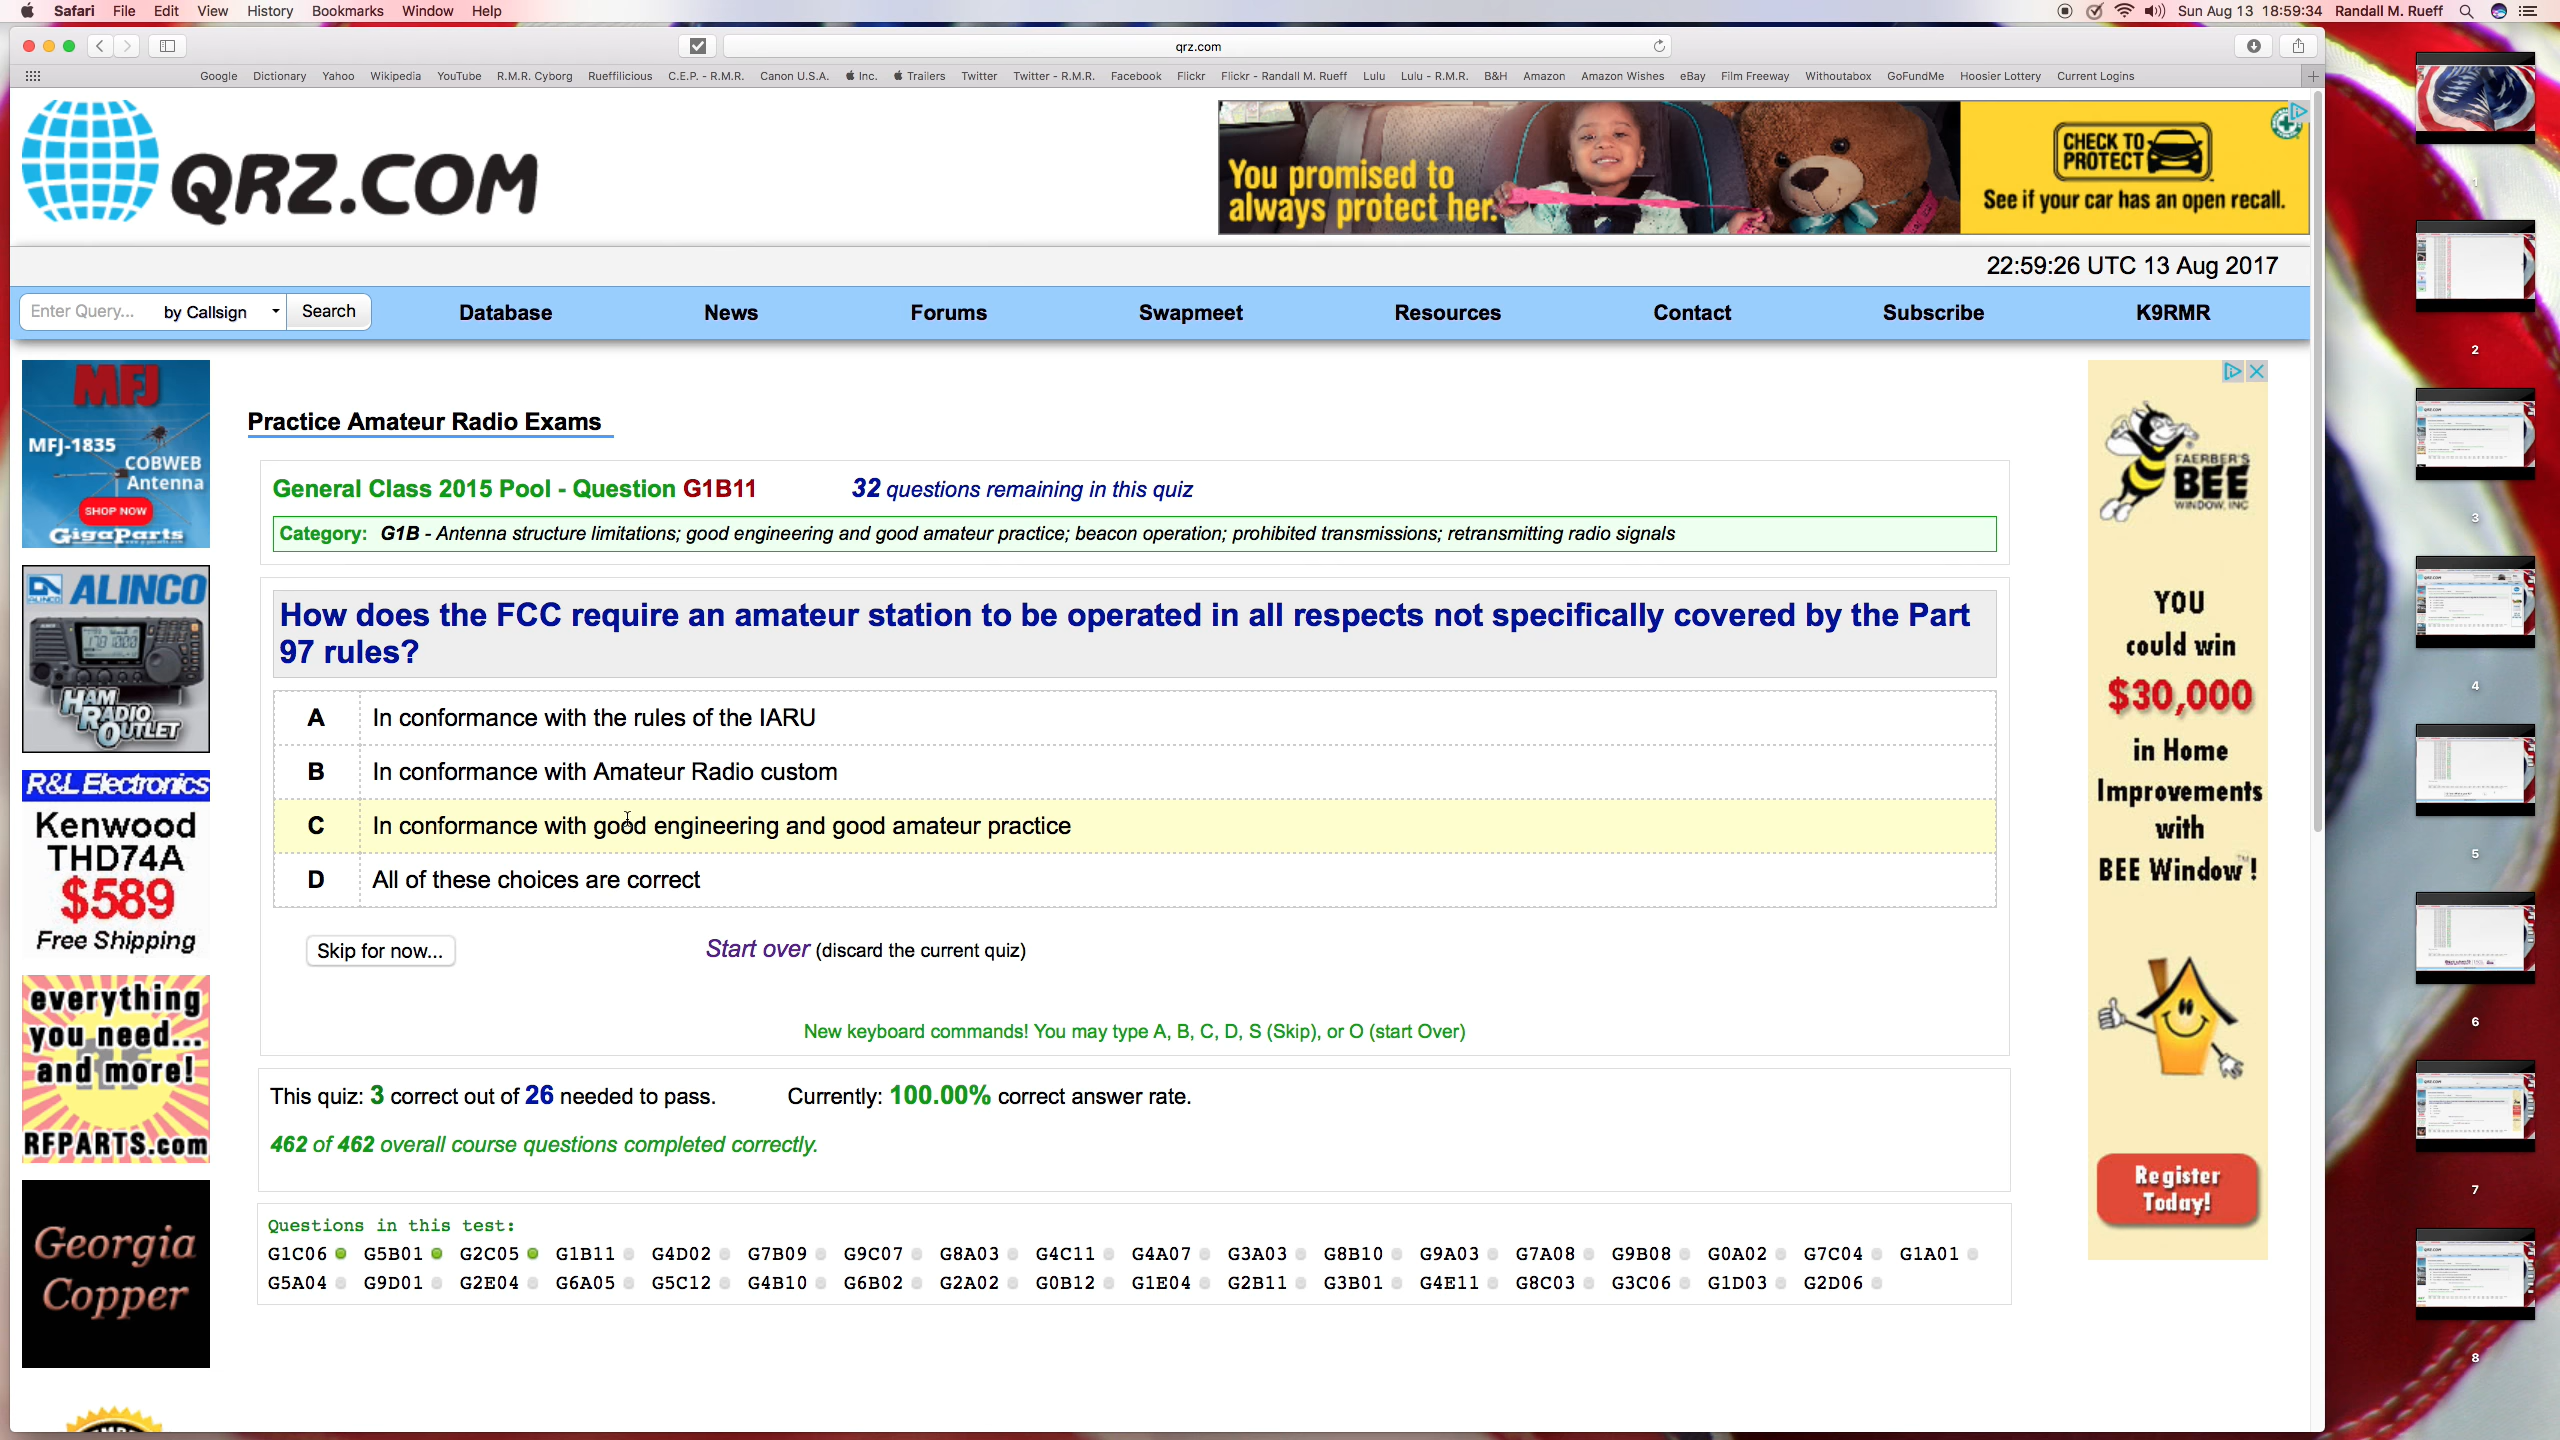 Safari File Edit View History Bookmarks Window Help
Sun Aug 13 18:59:34 Randall M. Rueff
qrz.com
Google Dictionary Yahoo Wikipedia YouTube R.M.R. Cyborg Rueffilicious C.E.P. - R.M.R. Canon U.S.A. Inc. Trailers Twitter Twitter - R.M.R. Facebook Flickr Flickr - Randall M. Rueff Lulu Lulu - R.M.R. B&H Amazon Amazon Wishes eBay Film Freeway Withoutabox GoFundMe Hoosier Lottery Current Logins
QRZ.COM
You promised to
always protect her.
CHECK TO
PROTECT
See if your car has an open recall.
22:59:26 UTC 13 Aug 2017
Enter Query... by Callsign Search Database News Forums Swapmeet Resources Contact Subscribe K9RMR
MFJ
MFJ-1835
COBWEB
Antenna
SHOP NOW
GigaParts
ALINCO
HAM
RADIO
OUTLET
R&L Electronics
Kenwood
THD74A
$589
Free Shipping
everything
you need...
and more!
RFPARTS.com
Georgia
Copper
Practice Amateur Radio Exams
General Class 2015 Pool - Question G1B11 32 questions remaining in this quiz
Category: G1B - Antenna structure limitations; good engineering and good amateur practice; beacon operation; prohibited transmissions; retransmitting radio signals
How does the FCC require an amateur station to be operated in all respects not specifically covered by the Part
97 rules?
A In conformance with the rules of the IARU
B In conformance with Amateur Radio custom
C In conformance with good engineering and good amateur practice
D All of these choices are correct
Skip for now... Start over (discard the current quiz)
New keyboard commands! You may type A, B, C, D, S (Skip), or O (start Over)
This quiz: 3 correct out of 26 needed to pass. Currently: 100.00% correct answer rate.
462 of 462 overall course questions completed correctly.
Questions in this test:
G1C06 G5B01 G2C05 G1B11 G4D02 G7B09 G9C07 G8A03 G4C11 G4A07 G3A03 G8B10 G9A03 G7A08 G9B08 G0A02 G7C04 G1A01
G5A04 G9D01 G2E04 G6A05 G5C12 G4B10 G6B02 G2A02 G0B12 G1E04 G2B11 G3B01 G4E11 G8C03 G3C06 G1D03 G2D06
FAERBER'S
BEE
WINDOW, INC
YOU
could win
$30,000
in Home
Improvements
with
BEE Window™!
Register
Today!
1
2
3
4
5
6
7
8